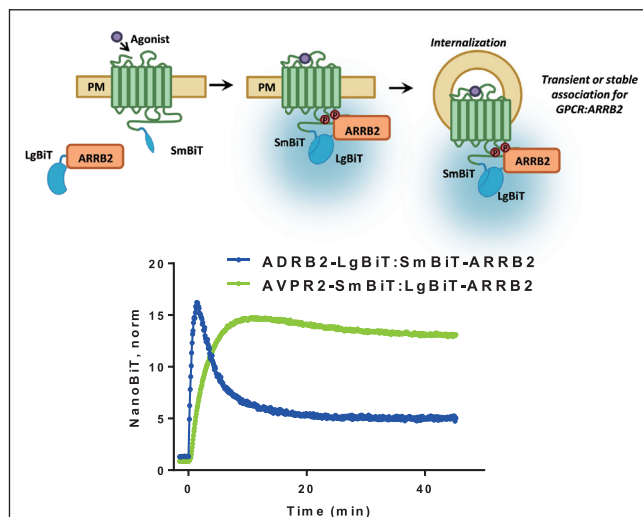 Agonist
PM
SmBiT
LgBiT
ARRB2
PM
P P
ARRB2
SmBiT
LgBiT
Internalization
Transient or stable
association for
GPCR:ARRB2
P P
ARRB2
SmBiT
LgBiT
ADRB2-LgBiT:SmBiT-ARRB2
AVPR2-SmBiT:LgBiT-ARRB2
NanoBiT, norm
20
15
10
5
0
0 20 40
Time (min)